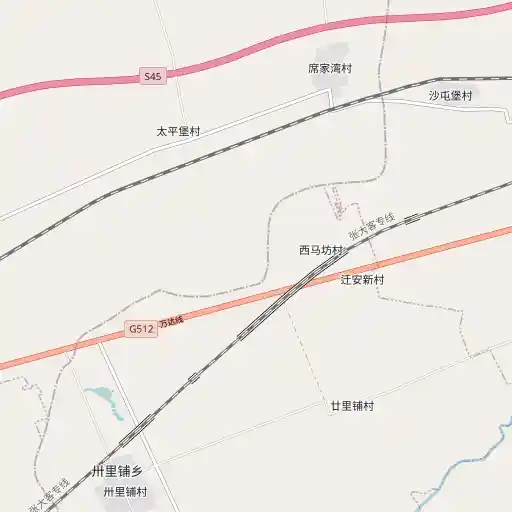 席家湾村
S45
沙屯堡村
太平堡村
张大客专线
西马坊村
迁安新村
G512
万达线
廿里铺村
卅里铺乡
卅里铺村
张大客专线